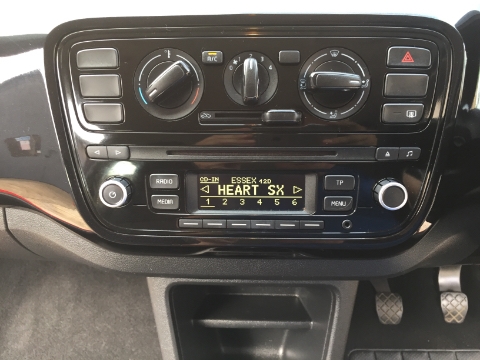 A/C
RADIO
MEDIA
CD-IN ESSEX 42D
HEART SX
1 2 3 4 5 6
TP
MENU